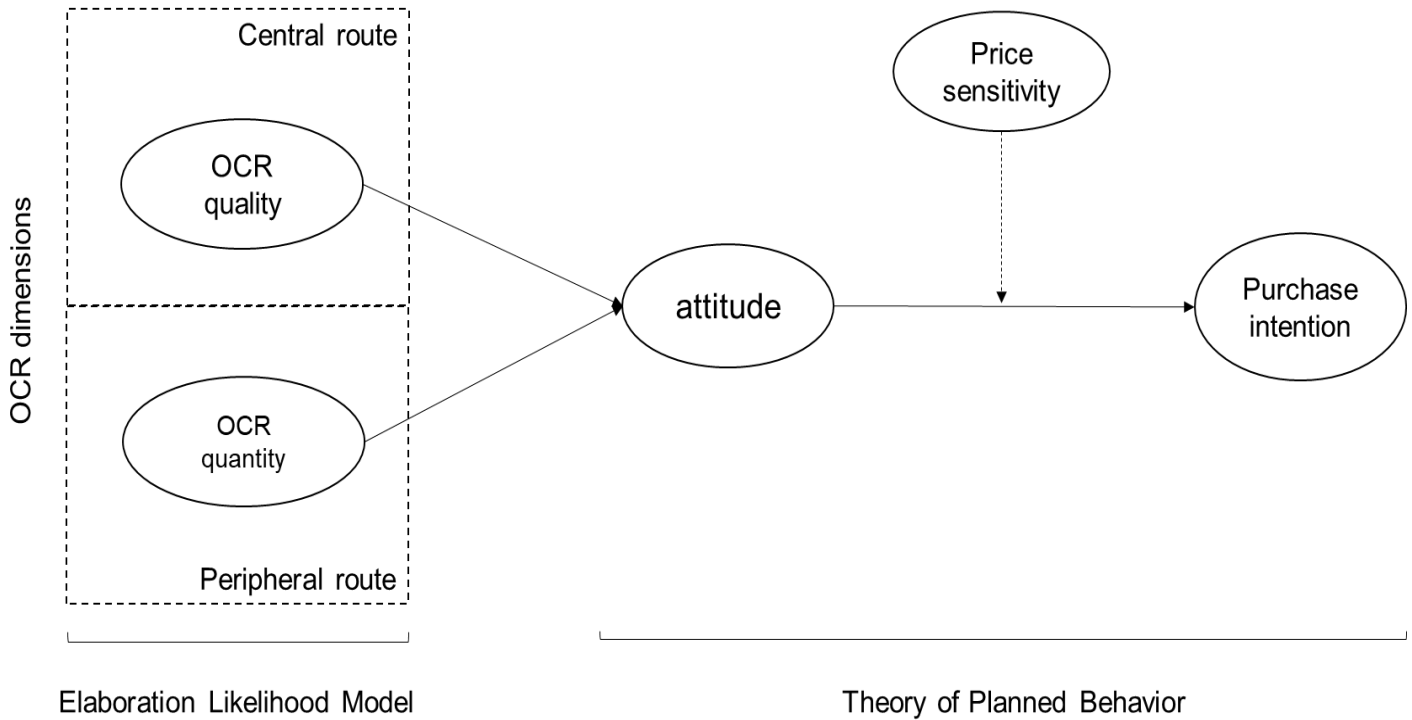 Central route
OCR
quality
OCR dimensions
OCR
quantity
Peripheral route
Price
sensitivity
attitude
Purchase
intention
Elaboration Likelihood Model
Theory of Planned Behavior